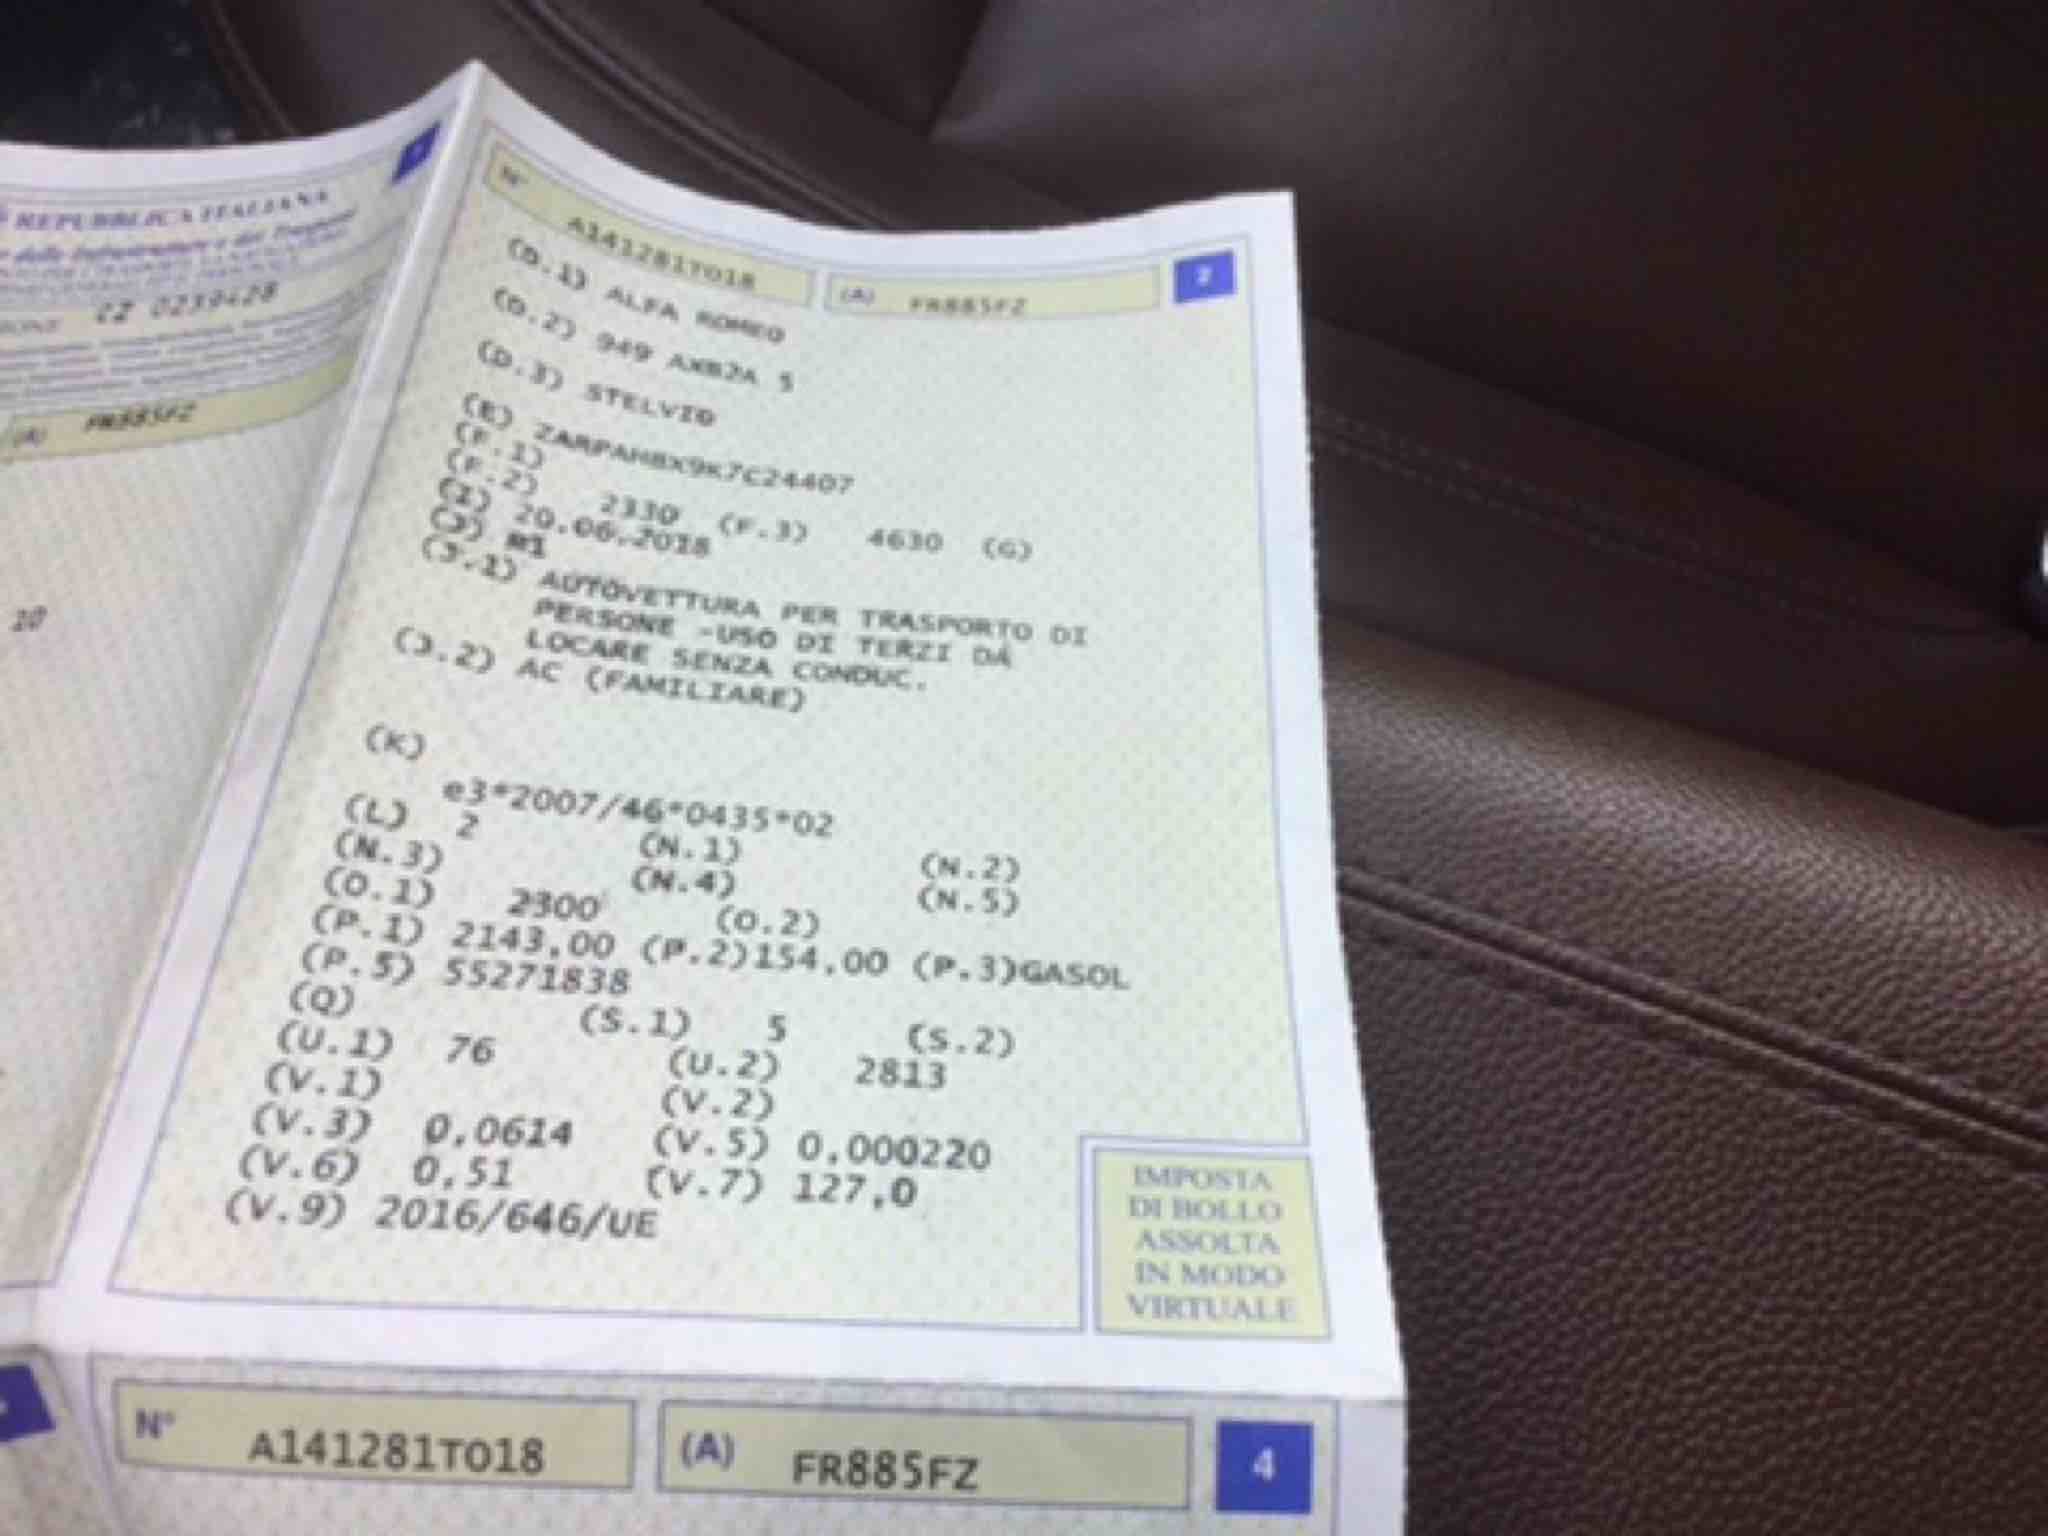 REPUBBLICA ITALIANA
CZ 0239428
(A) FR885FZ
20
N°
A141281TO18
(A) FR885FZ
2
(D.1) ALFA ROMEO
(D.2) 949 AXB2A 5
(D.3) STELVIO
(E) ZARPAHBX9K7C24407
(F.1)
(F.2) 2330 (F.3) 4630 (G)
(I) 20.06.2018
(J) M1
(J.1) AUTOVETTURA PER TRASPORTO DI
PERSONE -USO DI TERZI DA
LOCARE SENZA CONDUC.
(J.2) AC (FAMILIARE)
(K)
e3*2007/46*0435*02
(L) 2 (N.1) (N.2)
(N.3) (N.4) (N.5)
(O.1) 2300 (O.2)
(P.1) 2143,00 (P.2)154,00 (P.3)GASOL
(P.5) 55271838
(Q) (S.1) 5 (S.2)
(U.1) 76 (U.2) 2813
(V.1) (V.2)
(V.3) 0,0614 (V.5) 0,000220
(V.6) 0,51 (V.7) 127,0
(V.9) 2016/646/UE
IMPOSTA
DI BOLLO
ASSOLTA
IN MODO
VIRTUALE
N° A141281TO18
(A) FR885FZ
4